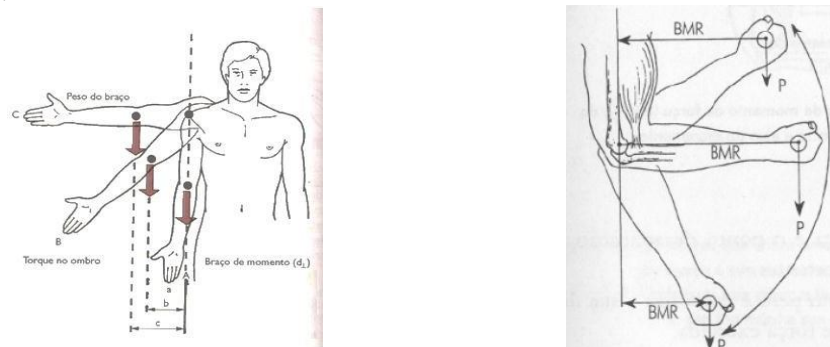 Peso do braço
C
B
Torque no ombro
Braço de momento (d⊥)
A
a
b
c
BMR
P
BMR
P
BMR
P